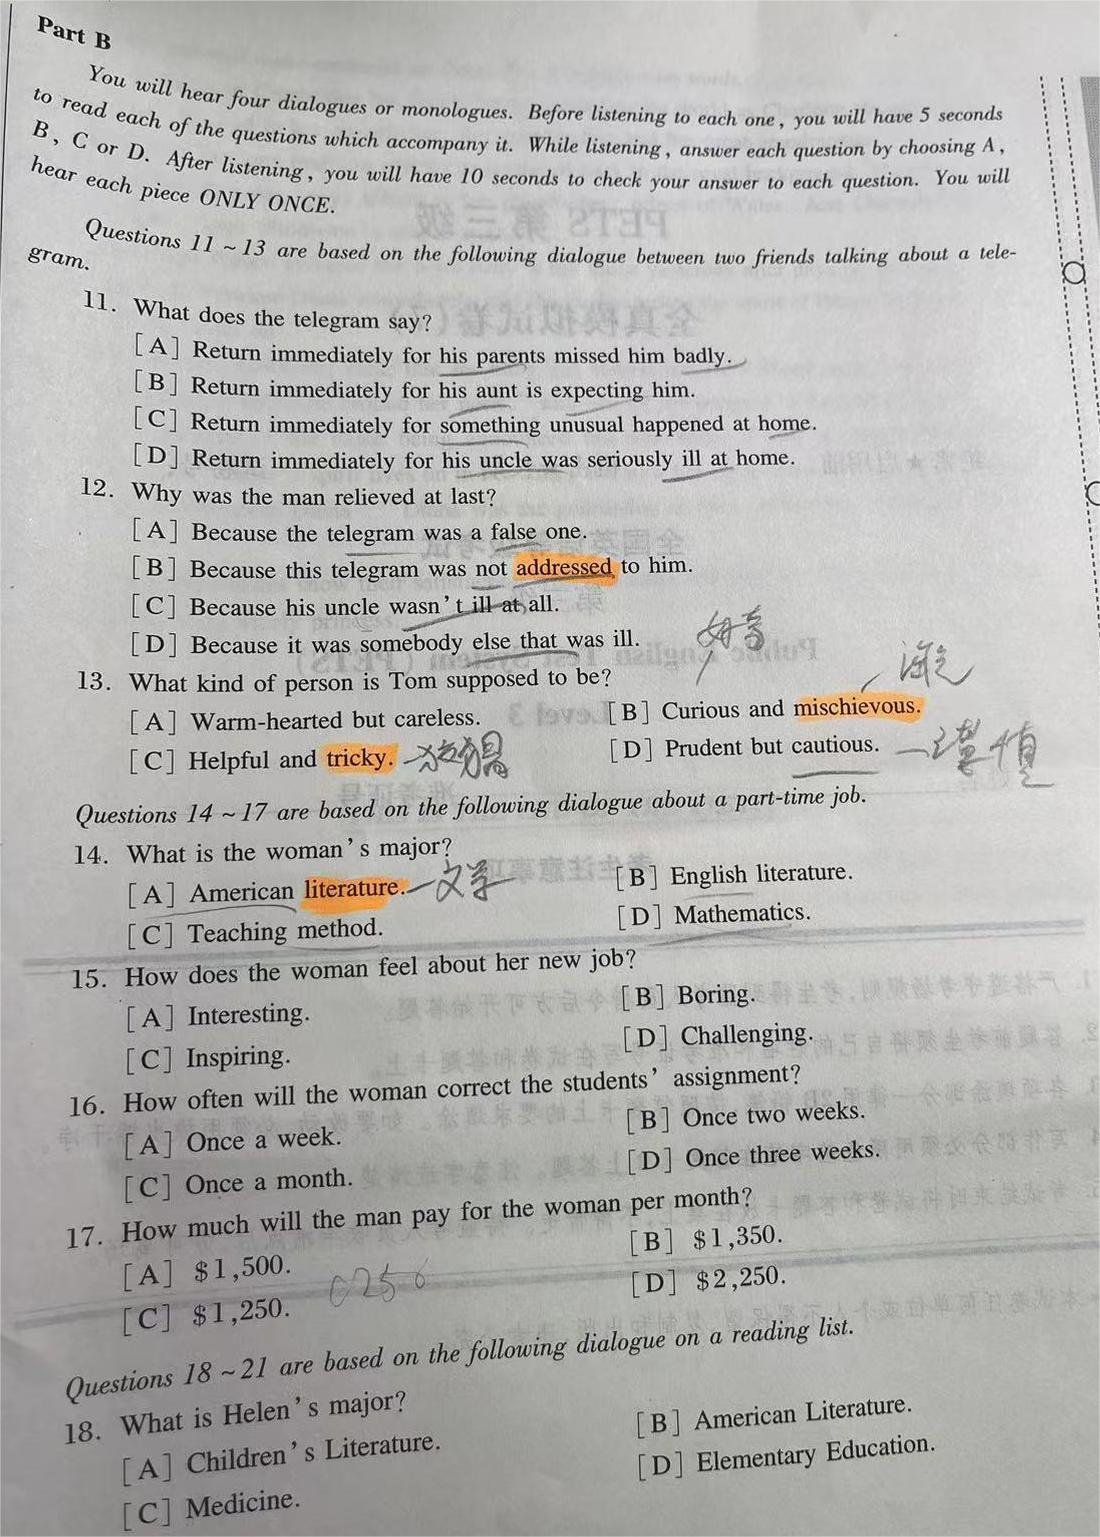 Part B
You will hear four dialogues or monologues. Before listening to each one, you will have 5 seconds
to read each of the questions which accompany it. While listening, answer each question by choosing A,
B, C or D. After listening, you will have 10 seconds to check your answer to each question. You will
hear each piece ONLY ONCE.
Questions 11 ~ 13 are based on the following dialogue between two friends talking about a tele-
gram.
11. What does the telegram say?
[A] Return immediately for his parents missed him badly.
[B] Return immediately for his aunt is expecting him.
[C] Return immediately for something unusual happened at home.
[D] Return immediately for his uncle was seriously ill at home.
12. Why was the man relieved at last?
[A] Because the telegram was a false one.
[B] Because this telegram was not addressed to him.
[C] Because his uncle wasn't ill at all.
[D] Because it was somebody else that was ill.
好奇
13. What kind of person is Tom supposed to be?
淘气
[A] Warm-hearted but careless. [B] Curious and mischievous.
[C] Helpful and tricky. 狡猾 [D] Prudent but cautious. 谨慎
Questions 14 ~ 17 are based on the following dialogue about a part-time job.
14. What is the woman's major?
[A] American literature. 文学 [B] English literature.
[C] Teaching method. [D] Mathematics.
15. How does the woman feel about her new job?
[A] Interesting. [B] Boring.
[C] Inspiring. [D] Challenging.
16. How often will the woman correct the students' assignment?
[A] Once a week. [B] Once two weeks.
[C] Once a month. [D] Once three weeks.
17. How much will the man pay for the woman per month?
[A] $1,500. [B] $1,350.
[C] $1,250. [D] $2,250.
Questions 18 ~ 21 are based on the following dialogue on a reading list.
18. What is Helen's major?
[A] Children's Literature. [B] American Literature.
[C] Medicine. [D] Elementary Education.